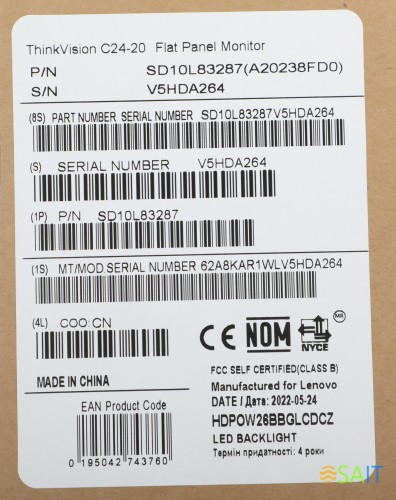 ThinkVision C24-20 Flat Panel Monitor
P/N SD10L83287(A20238FD0)
S/N V5HDA264
(8S) PART NUMBER SERIAL NUMBER SD10L83287V5HDA264
(S) SERIAL NUMBER V5HDA264
(1P) P/N SD10L83287
(1S) MT/MOD.SERIAL NUMBER 62A8KAR1WLV5HDA264
(4L) COO:CN
CE NOM NYCE MR
FCC SELF CERTIFIED(CLASS B)
MADE IN CHINA
Manufactured for Lenovo
DATE / Дата: 2022-05-24
EAN Product Code
HDPOW26BBGLCDCZ
LED BACKLIGHT
Термін придатності: 4 роки
0 195042 743760
SAIT